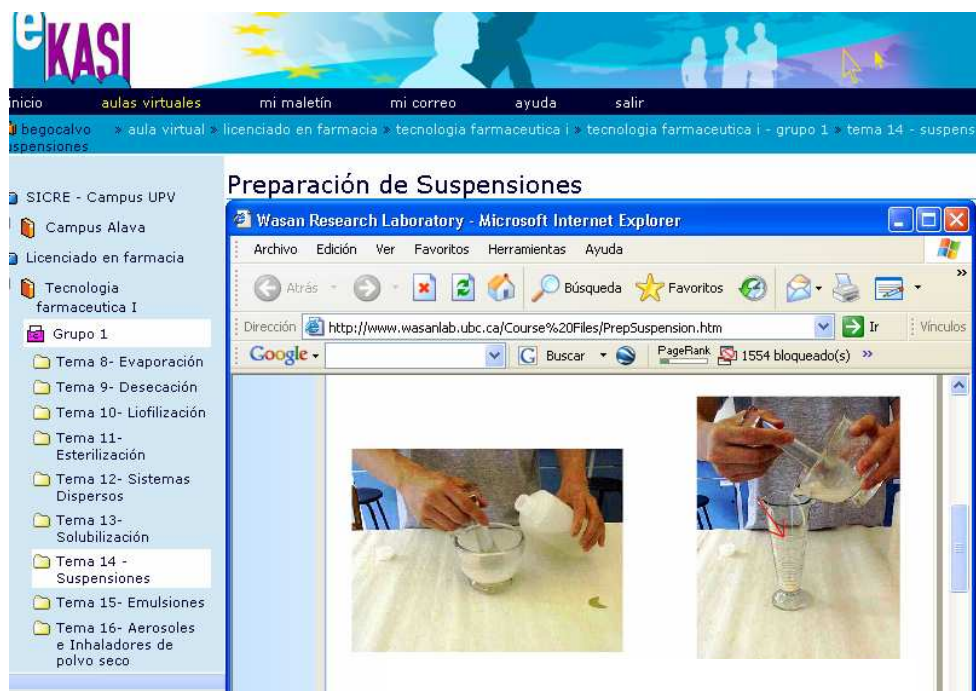 eKASI
inicio aulas virtuales mi maletín mi correo ayuda salir
begocalvo » aula virtual » licenciado en farmacia » tecnologia farmaceutica i » tecnologia farmaceutica i - grupo 1 » tema 14 - suspens
uspensiones
SICRE - Campus UPV
Campus Alava
Licenciado en farmacia
Tecnologia
farmaceutica I
Grupo 1
Tema 8- Evaporación
Tema 9- Desecación
Tema 10- Liofilización
Tema 11-
Esterilización
Tema 12- Sistemas
Dispersos
Tema 13-
Solubilización
Tema 14 -
Suspensiones
Tema 15- Emulsiones
Tema 16- Aerosoles
e Inhaladores de
polvo seco
Preparación de Suspensiones
Wasan Research Laboratory - Microsoft Internet Explorer
Archivo Edición Ver Favoritos Herramientas Ayuda
Atrás Búsqueda Favoritos »
Dirección http://www.wasanlab.ubc.ca/Course%20Files/PrepSuspension.htm Ir Vínculos
Google G Buscar PageRank 1554 bloqueado(s) »